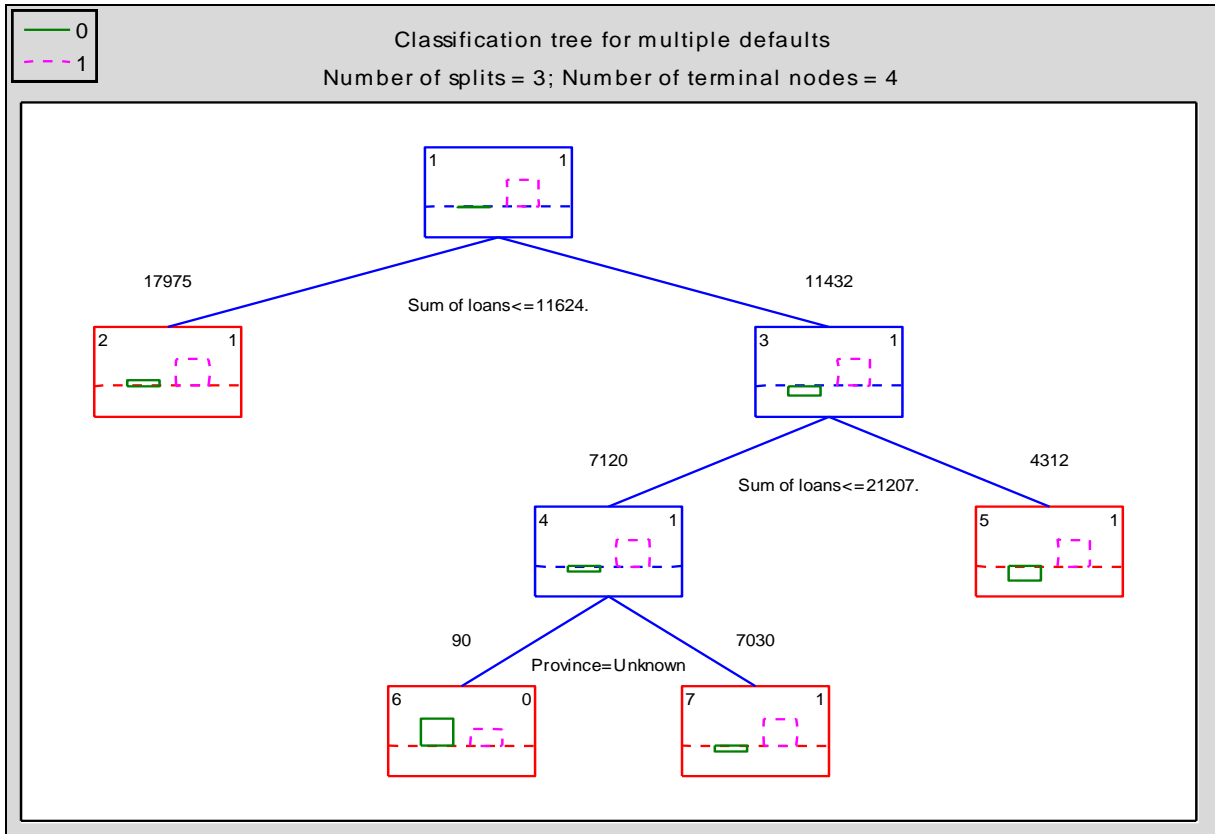 0
1
Classification tree for multiple defaults
Number of splits = 3; Number of terminal nodes = 4
1 1
17975 11432
Sum of loans<=11624.
2 1
3 1
7120 4312
Sum of loans<=21207.
4 1
5 1
90 7030
Province=Unknown
6 0
7 1